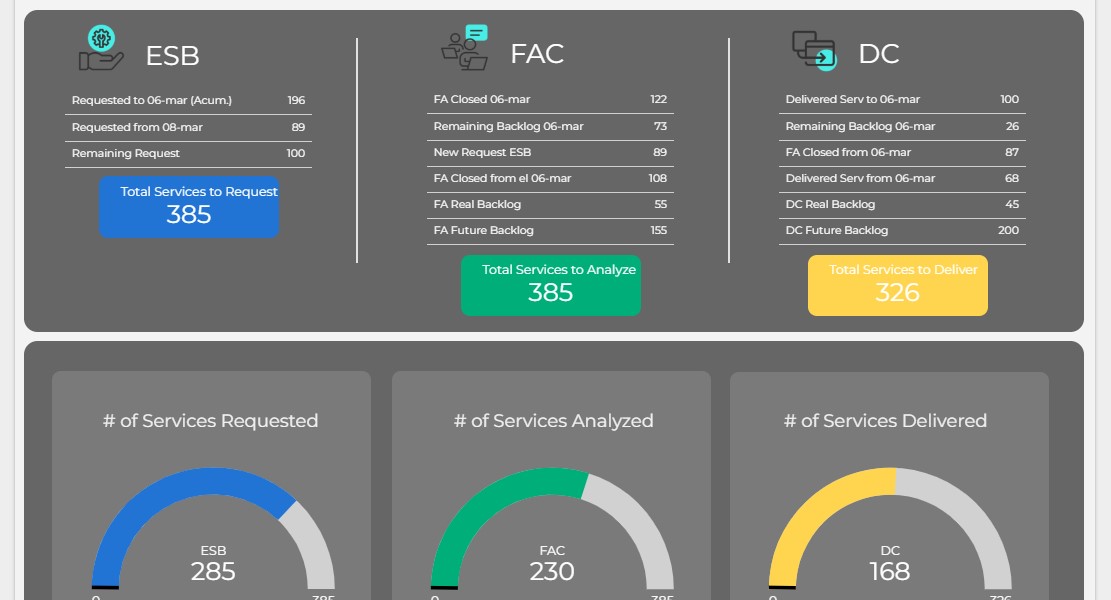 ESB
Requested to 06-mar (Acum.) 196
Requested from 08-mar 89
Remaining Request 100
Total Services to Request
385
FAC
FA Closed 06-mar 122
Remaining Backlog 06-mar 73
New Request ESB 89
FA Closed from el 06-mar 108
FA Real Backlog 55
FA Future Backlog 155
Total Services to Analyze
385
DC
Delivered Serv to 06-mar 100
Remaining Backlog 06-mar 26
FA Closed from 06-mar 87
Delivered Serv from 06-mar 68
DC Real Backlog 45
DC Future Backlog 200
Total Services to Deliver
326
# of Services Requested
ESB
285
0 385
# of Services Analyzed
FAC
230
0 385
# of Services Delivered
DC
168
0 326